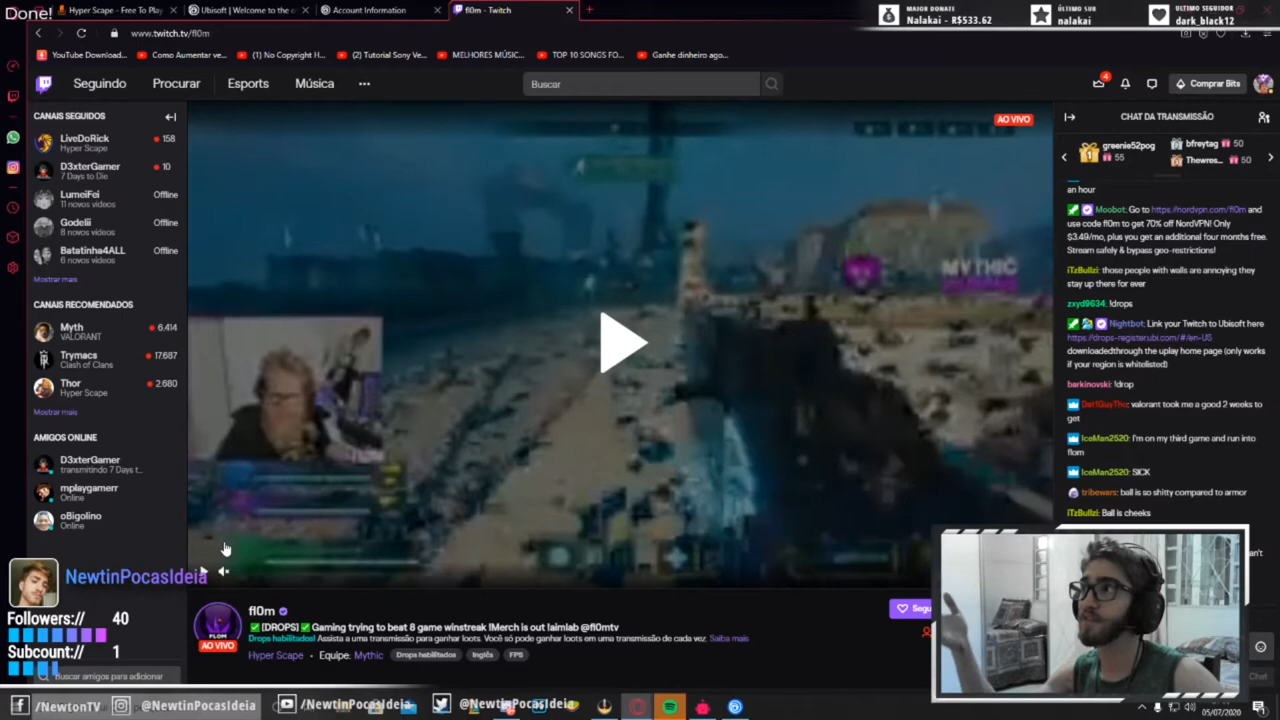 Done!
Hyper Scape - Free To Play
Ubisoft | Welcome to the o
Account Information
fl0m - Twitch
MAJOR DONATE
Nalakai - R$533.62
ÚLTIMO SUB
nalakai
ÚLTIMO SEGUIDOR
dark_black12
www.twitch.tv/fl0m
YouTube Download...
Como Aumentar ve...
(1) No Copyright H...
(2) Tutorial Sony Ve...
MELHORES MÚSIC...
TOP 10 SONGS FO...
Ganhe dinheiro ago...
Seguindo
Procurar
Esports
Música
Buscar
4
Comprar Bits
CANAIS SEGUIDOS
LiveDoRick
158
Hyper Scape
D3xterGamer
10
7 Days to Die
LumeiFei
Offline
11 novos vídeos
Godelii
Offline
8 novos vídeos
Batatinha4ALL
Offline
6 novos vídeos
Mostrar mais
CANAIS RECOMENDADOS
Myth
6.414
VALORANT
Trymacs
17.687
Clash of Clans
Thor
2.680
Hyper Scape
Mostrar mais
AMIGOS ONLINE
D3xterGamer
transmitindo 7 Days t...
mplaygamerr
Online
oBigolino
Online
AO VIVO
MYTHIC
CHAT DA TRANSMISSÃO
greenie52pog
55
bfreytag 50
Thewros... 50
an hour
Moobot: Go to https://nordvpn.com/fl0m and
use code fl0m to get 70% off NordVPN! Only
$3.49/mo, plus you get an additional four months free.
Stream safely & bypass geo-restrictions!
iTzBullzi: those people with walls are annoying they
stay up there for ever
zxyd9634: !drops
Nightbot: Link your Twitch to Ubisoft here
https://drops-register.ubi.com/#/en-US
downloadedthrough the uplay home page (only works
if your region is whitelisted)
barkinovski: !drop
Dat1GuyTho: valorant took me a good 2 weeks to
get
IceMan2520: I'm on my third game and run into
flom
IceMan2520: SICK
tribewars: ball is so shitty compared to armor
iTzBullzi: Ball is cheeks
NewtinPocasIdeia
Followers:// 40
Subcount:// 1
Buscar amigos para adicionar
FLOM
AO VIVO
fl0m
[DROPS] Gaming trying to beat 8 game winstreak !Merch is out !aimlab @fl0mtv
Drops habilitados! Assista a uma transmissão para ganhar loots. Você só pode ganhar loots em uma transmissão de cada vez. Saiba mais
Hyper Scape
Equipe: Mythic
Drops habilitados
Inglês
FPS
Segu
Chat
/NewtonTV
@NewtinPocasIdeia
/NewtinPocasIdeia
@NewtinPocasIdeia
05/07/2020